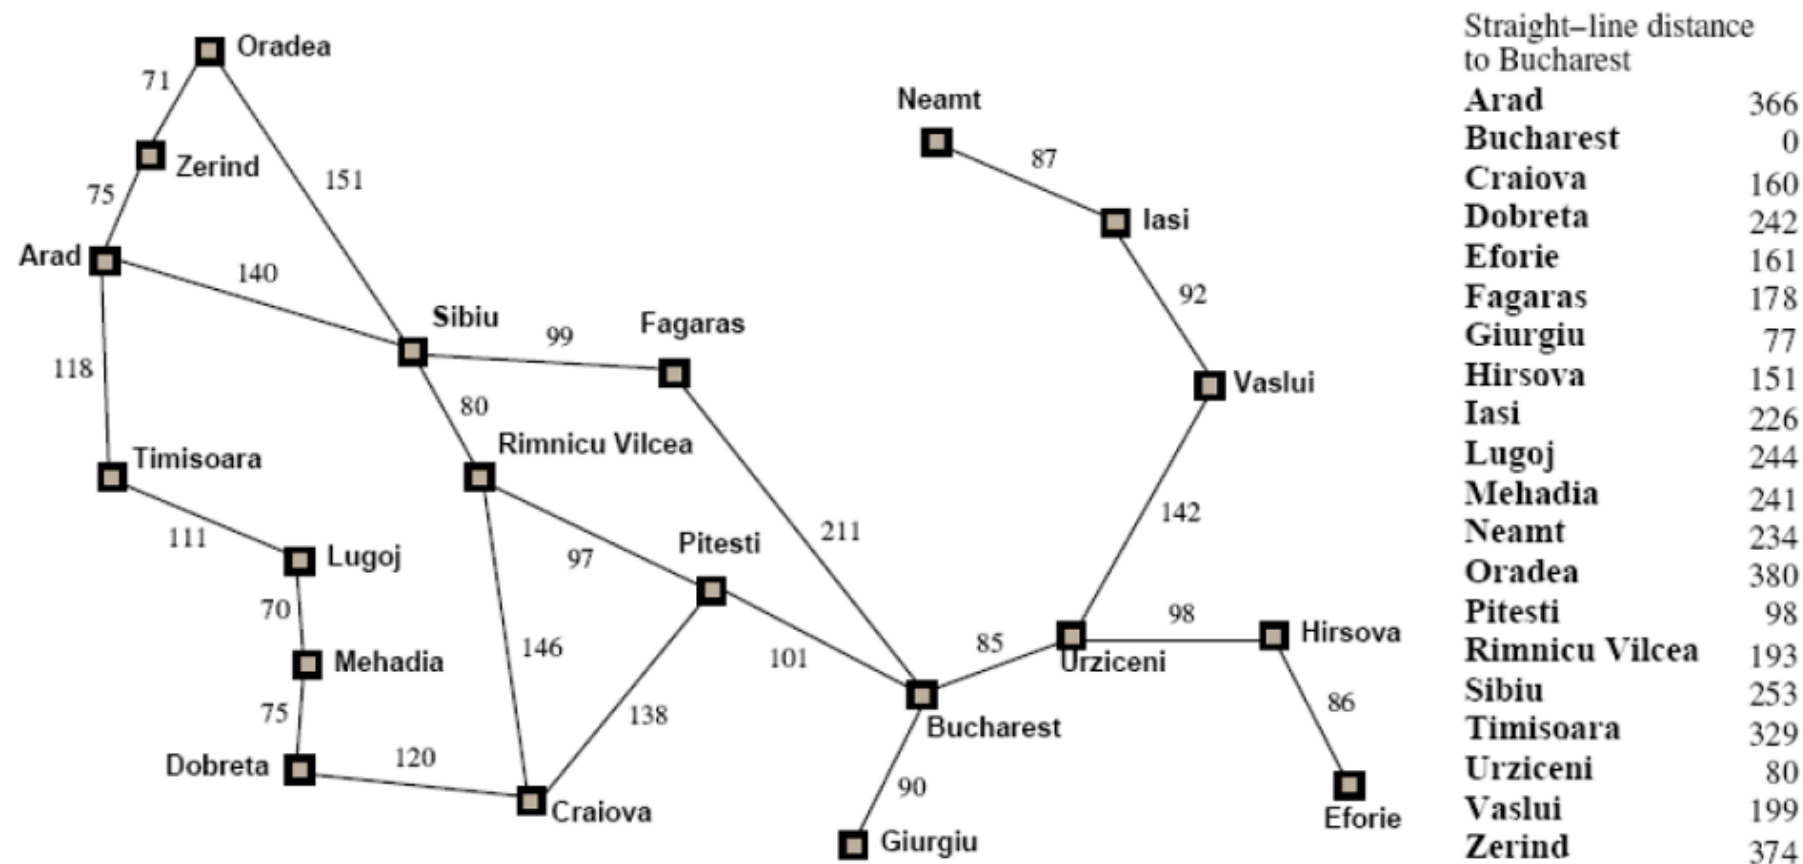 Oradea
71
Zerind
151
75
Arad
140
118
Sibiu
99
Fagaras
80
Rimnicu Vilcea
Timisoara
111
Lugoj
97
Pitesti
211
70
Mehadia
146
101
75
138
Dobreta
120
Craiova
Bucharest
90
Giurgiu
85
Urziceni
98
Hirsova
86
Eforie
142
Vaslui
92
Iasi
87
Neamt
Straight–line distance
to Bucharest
Arad 366
Bucharest 0
Craiova 160
Dobreta 242
Eforie 161
Fagaras 178
Giurgiu 77
Hirsova 151
Iasi 226
Lugoj 244
Mehadia 241
Neamt 234
Oradea 380
Pitesti 98
Rimnicu Vilcea 193
Sibiu 253
Timisoara 329
Urziceni 80
Vaslui 199
Zerind 374